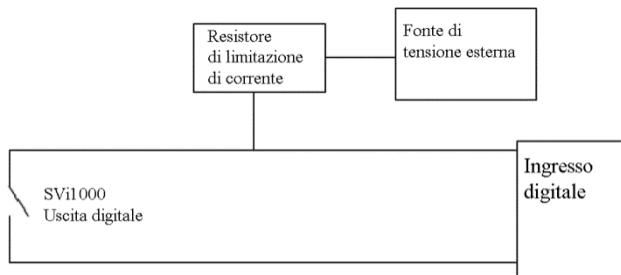 Resistore
di limitazione
di corrente
Fonte di
tensione esterna
SVi1000
Uscita digitale
Ingresso
digitale